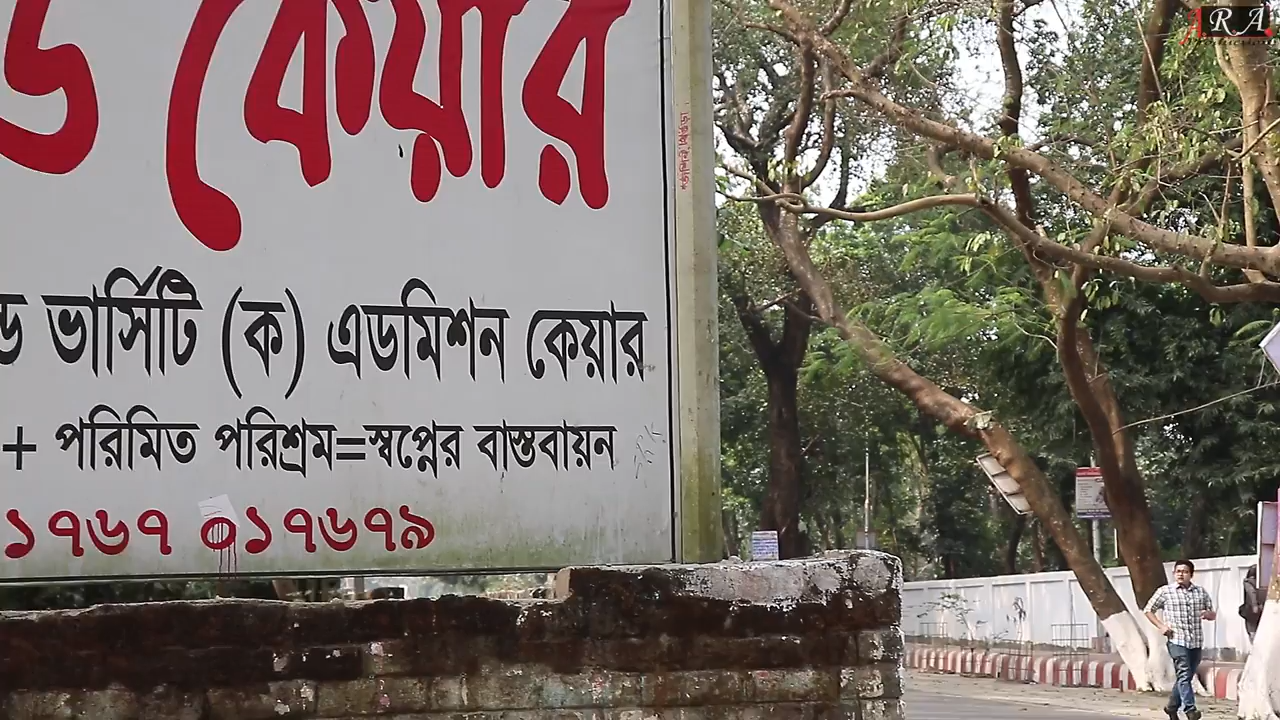 কেয়ার
ভার্সিটি (ক) এডমিশন কেয়ার
+ পরিমিত পরিশ্রম=স্বপ্নের বাস্তবায়ন
১৭৬৭ ০১৭৬৭৯
ARA